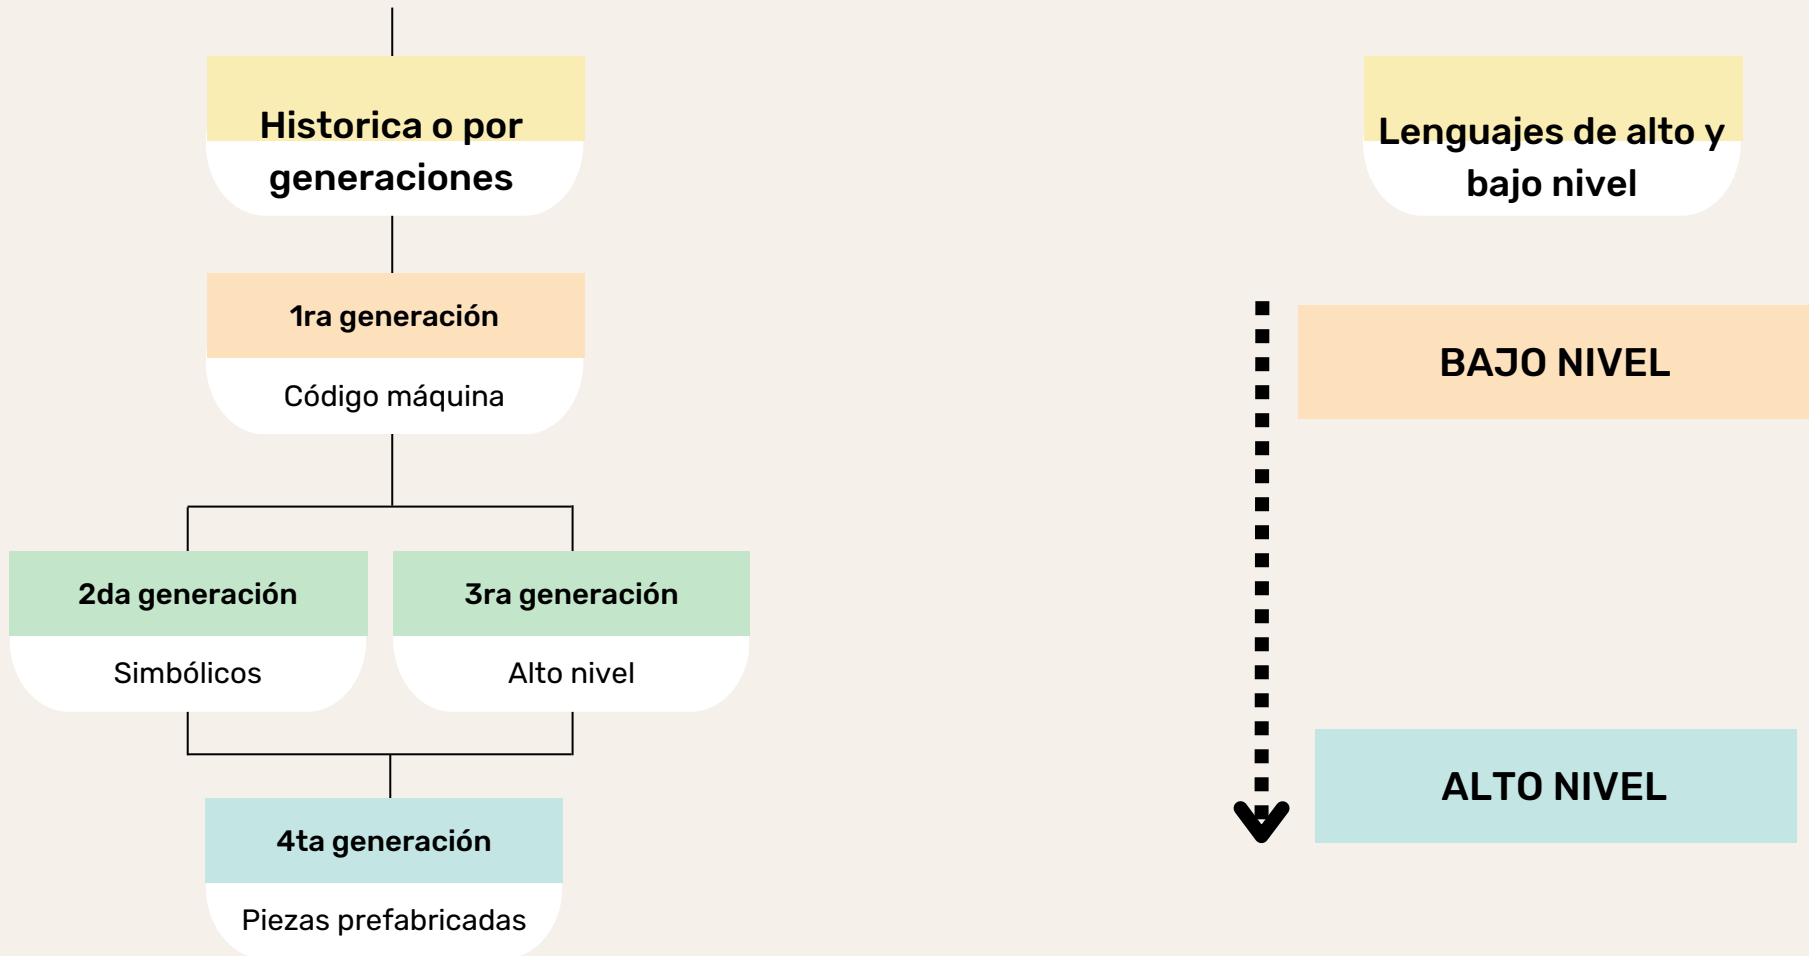 Historica o por
generaciones
1ra generación
Código máquina
2da generación
Simbólicos
3ra generación
Alto nivel
4ta generación
Piezas prefabricadas
Lenguajes de alto y
bajo nivel
BAJO NIVEL
ALTO NIVEL